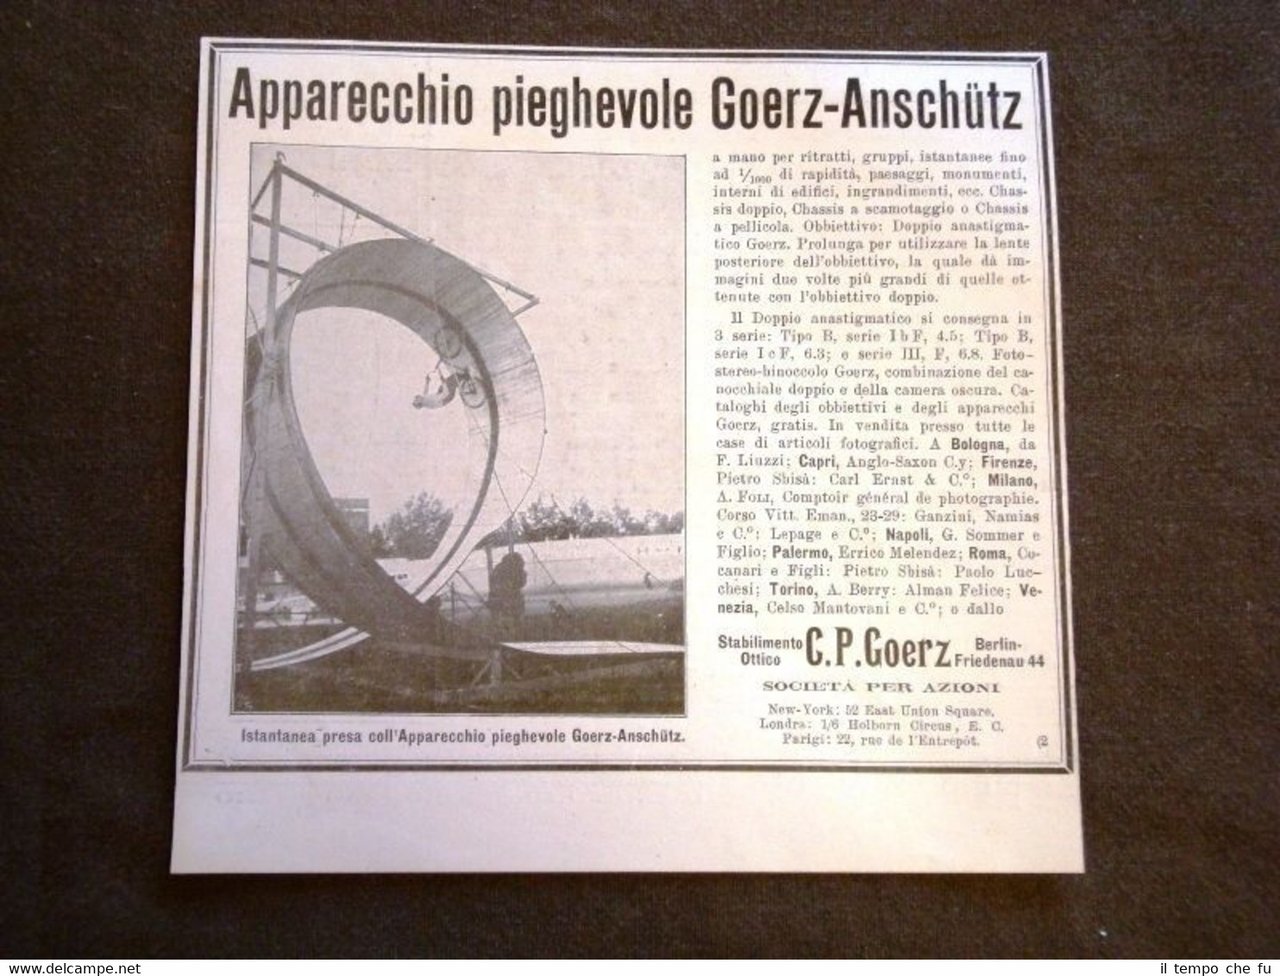 Apparecchio pieghevole Goerz-Anschütz
a mano per ritratti, gruppi, istantanee fino
ad 1/1000 di rapidità, paesaggi, monumenti,
interni di edifici, ingrandimenti, ecc. Chas-
sis doppio, Chassis a scamotaggio o Chassis
a pellicola. Obbiettivo: Doppio anastigma-
tico Goerz. Prolunga per utilizzare la lente
posteriore dell'obbiettivo, la quale dà im-
magini due volte più grandi di quelle ot-
tenute con l'obbiettivo doppio.
Il Doppio anastigmatico si consegna in
3 serie: Tipo B, serie I b F, 4.5; Tipo B,
serie I c F, 6.3; e serie III, F, 6.8. Foto-
stereo-binoccolo Goerz, combinazione del ca-
nocchiale doppio e della camera oscura. Ca-
taloghi degli obbiettivi e degli apparecchi
Goerz, gratis. In vendita presso tutte le
case di articoli fotografici. A Bologna, da
F. Liuzzi; Capri, Anglo-Saxon C.y; Firenze,
Pietro Sbisà: Carl Ernst & C.°; Milano,
A. FOLI, Comptoir général de photographie.
Corso Vitt. Eman., 23-29: Ganzini, Namias
e C.°: Lepage e C.°; Napoli, G. Sommer e
Figlio; Palermo, Errico Melendez; Roma, Co-
canari e Figli: Pietro Sbisà: Paolo Luc-
chesi; Torino, A. Berry: Alman Felice; Ve-
nezia, Celso Mantovani e C.°; e dallo
Stabilimento Ottico C.P.Goerz Berlin-Friedenau 44
SOCIETÀ PER AZIONI
New-York: 52 East Union Square.
Londra: 1/6 Holborn Circus, E. C.
Parigi: 22, rue de l'Entrepôt. (2
Istantanea presa coll'Apparecchio pieghevole Goerz-Anschütz.
il tempo che fu